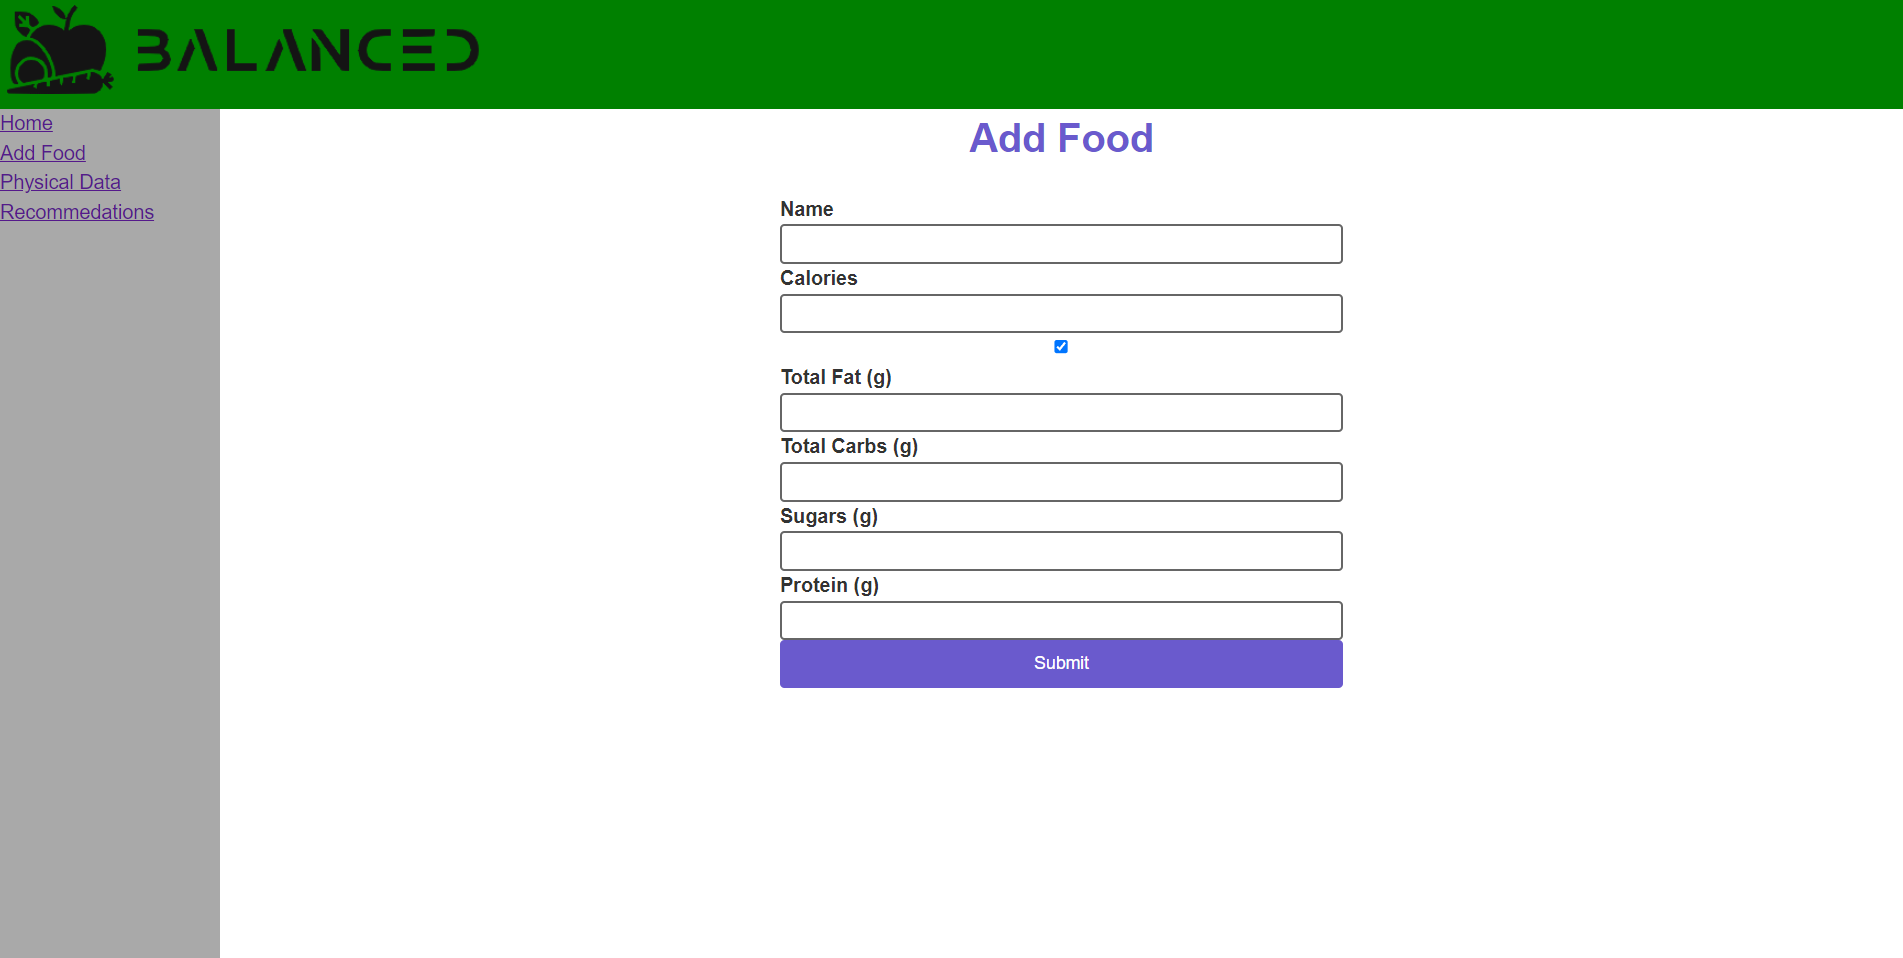 BALANCED
Home
Add Food
Physical Data
Recommedations
Add Food
Name
Calories
Total Fat (g)
Total Carbs (g)
Sugars (g)
Protein (g)
Submit